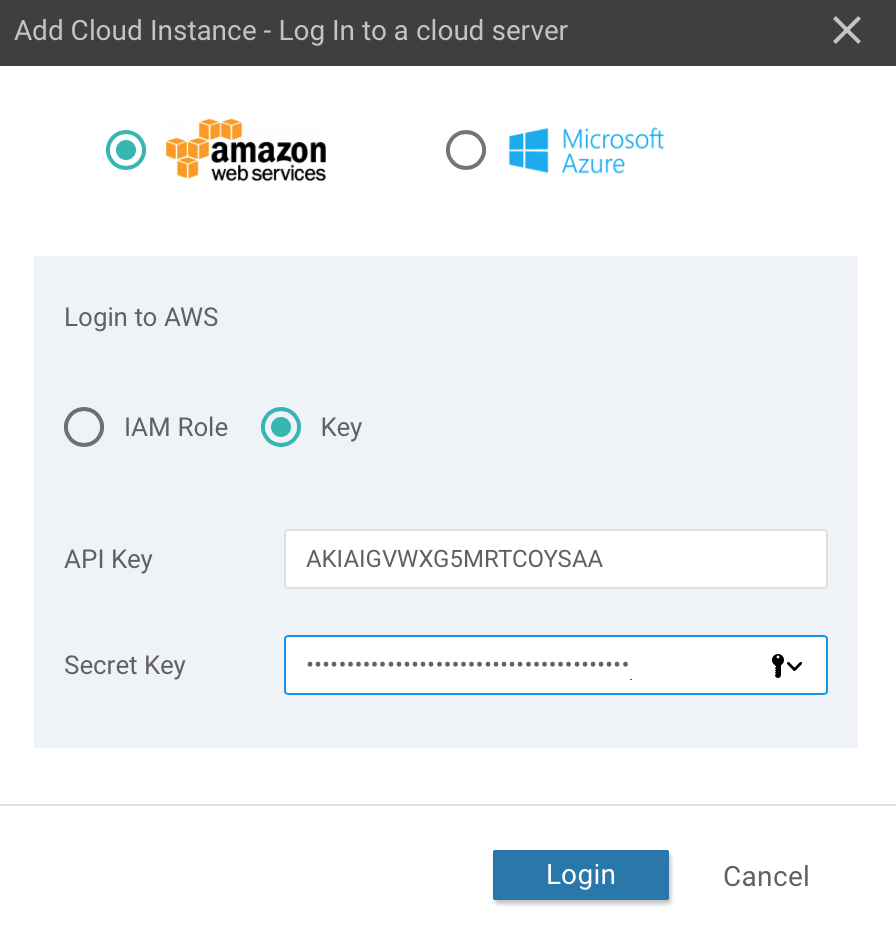 Add Cloud Instance - Log In to a cloud server
amazon
web services
Microsoft
Azure
Login to AWS
IAM Role
Key
API Key
AKIAIGVWXG5MRTCOYSAA
Secret Key
••••••••••••••••••••••••••••••••••••••••
Login
Cancel